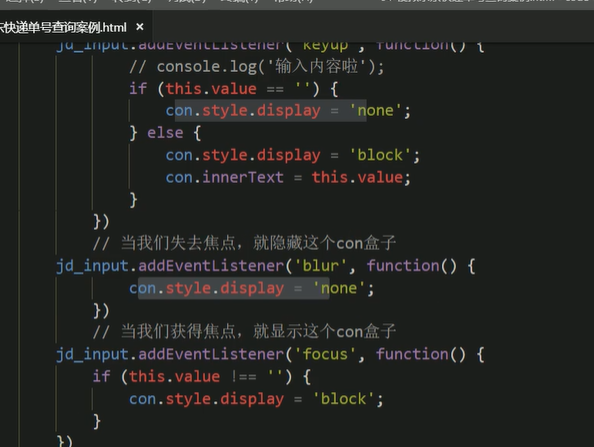 快递单号查询案例.html ×
jd_input.addEventListener('keyup', function() {
// console.log('输入内容啦');
if (this.value == '') {
con.style.display = 'none';
} else {
con.style.display = 'block';
con.innerText = this.value;
}
})
// 当我们失去焦点，就隐藏这个con盒子
jd_input.addEventListener('blur', function() {
con.style.display = 'none';
})
// 当我们获得焦点，就显示这个con盒子
jd_input.addEventListener('focus', function() {
if (this.value !== '') {
con.style.display = 'block';
}
})